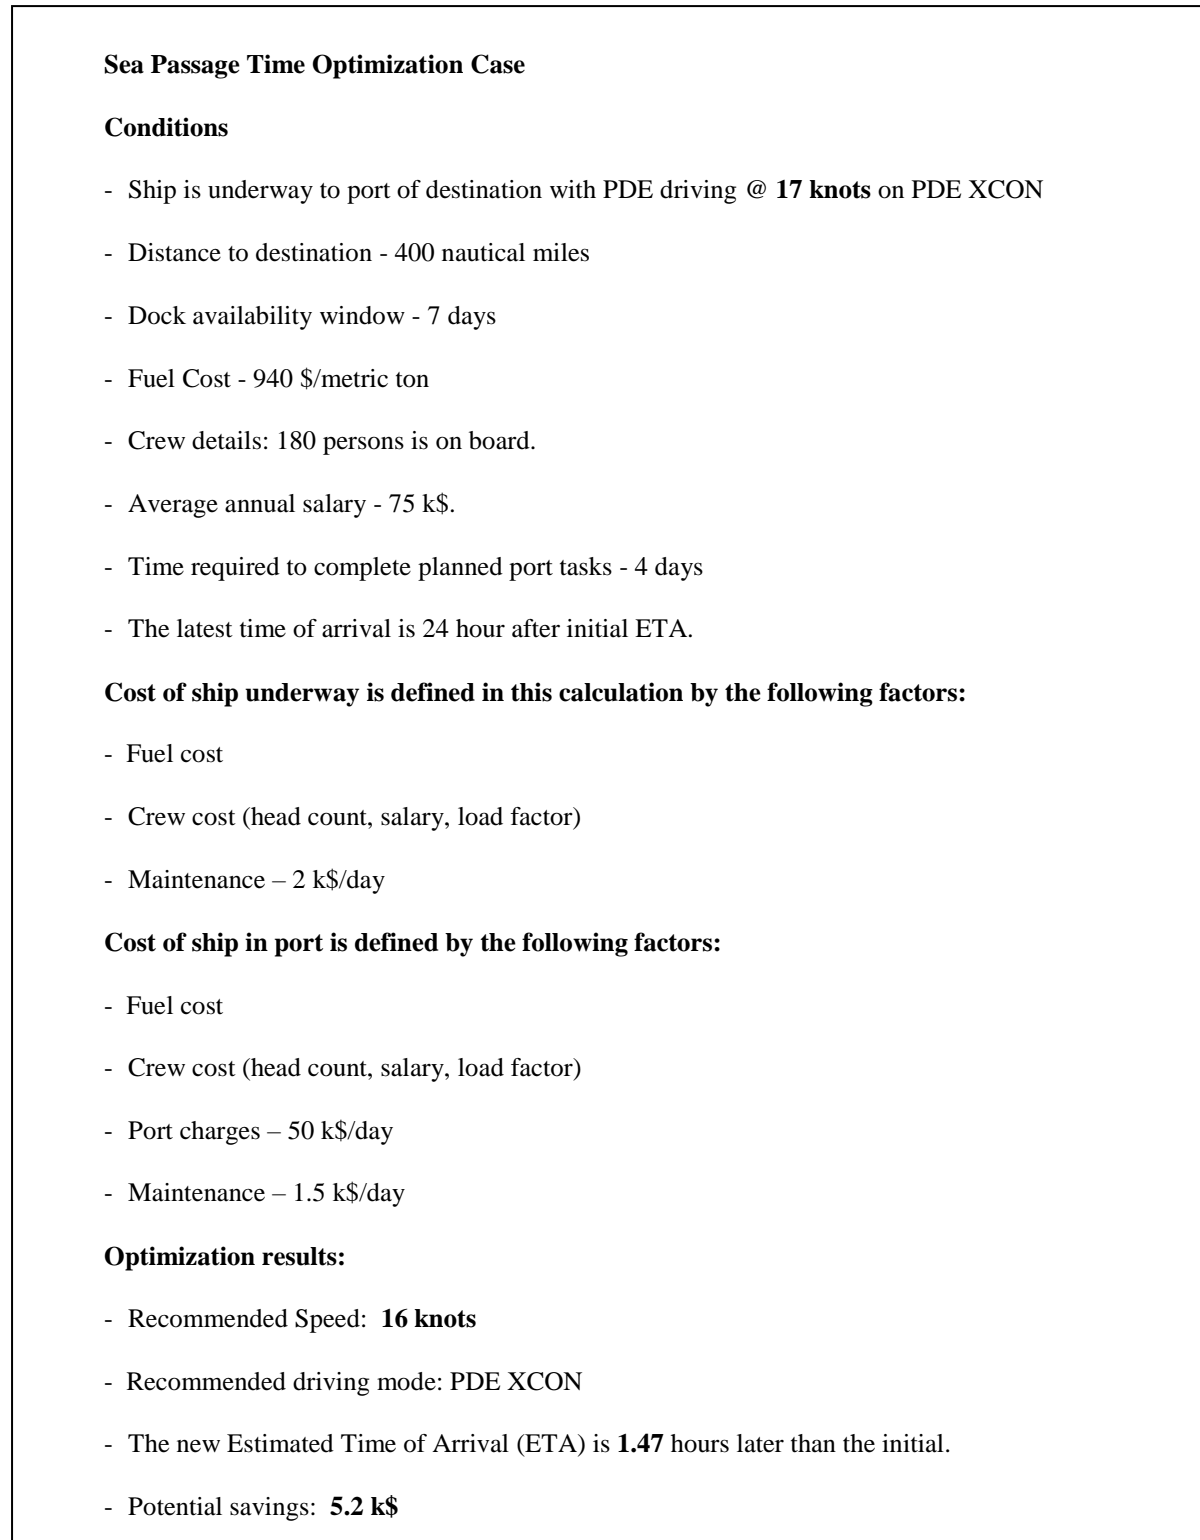 Sea Passage Time Optimization Case
Conditions
- Ship is underway to port of destination with PDE driving @ 17 knots on PDE XCON
- Distance to destination - 400 nautical miles
- Dock availability window - 7 days
- Fuel Cost - 940 $/metric ton
- Crew details: 180 persons is on board.
- Average annual salary - 75 k$.
- Time required to complete planned port tasks - 4 days
- The latest time of arrival is 24 hour after initial ETA.
Cost of ship underway is defined in this calculation by the following factors:
- Fuel cost
- Crew cost (head count, salary, load factor)
- Maintenance – 2 k$/day
Cost of ship in port is defined by the following factors:
- Fuel cost
- Crew cost (head count, salary, load factor)
- Port charges – 50 k$/day
- Maintenance – 1.5 k$/day
Optimization results:
- Recommended Speed: 16 knots
- Recommended driving mode: PDE XCON
- The new Estimated Time of Arrival (ETA) is 1.47 hours later than the initial.
- Potential savings: 5.2 k$